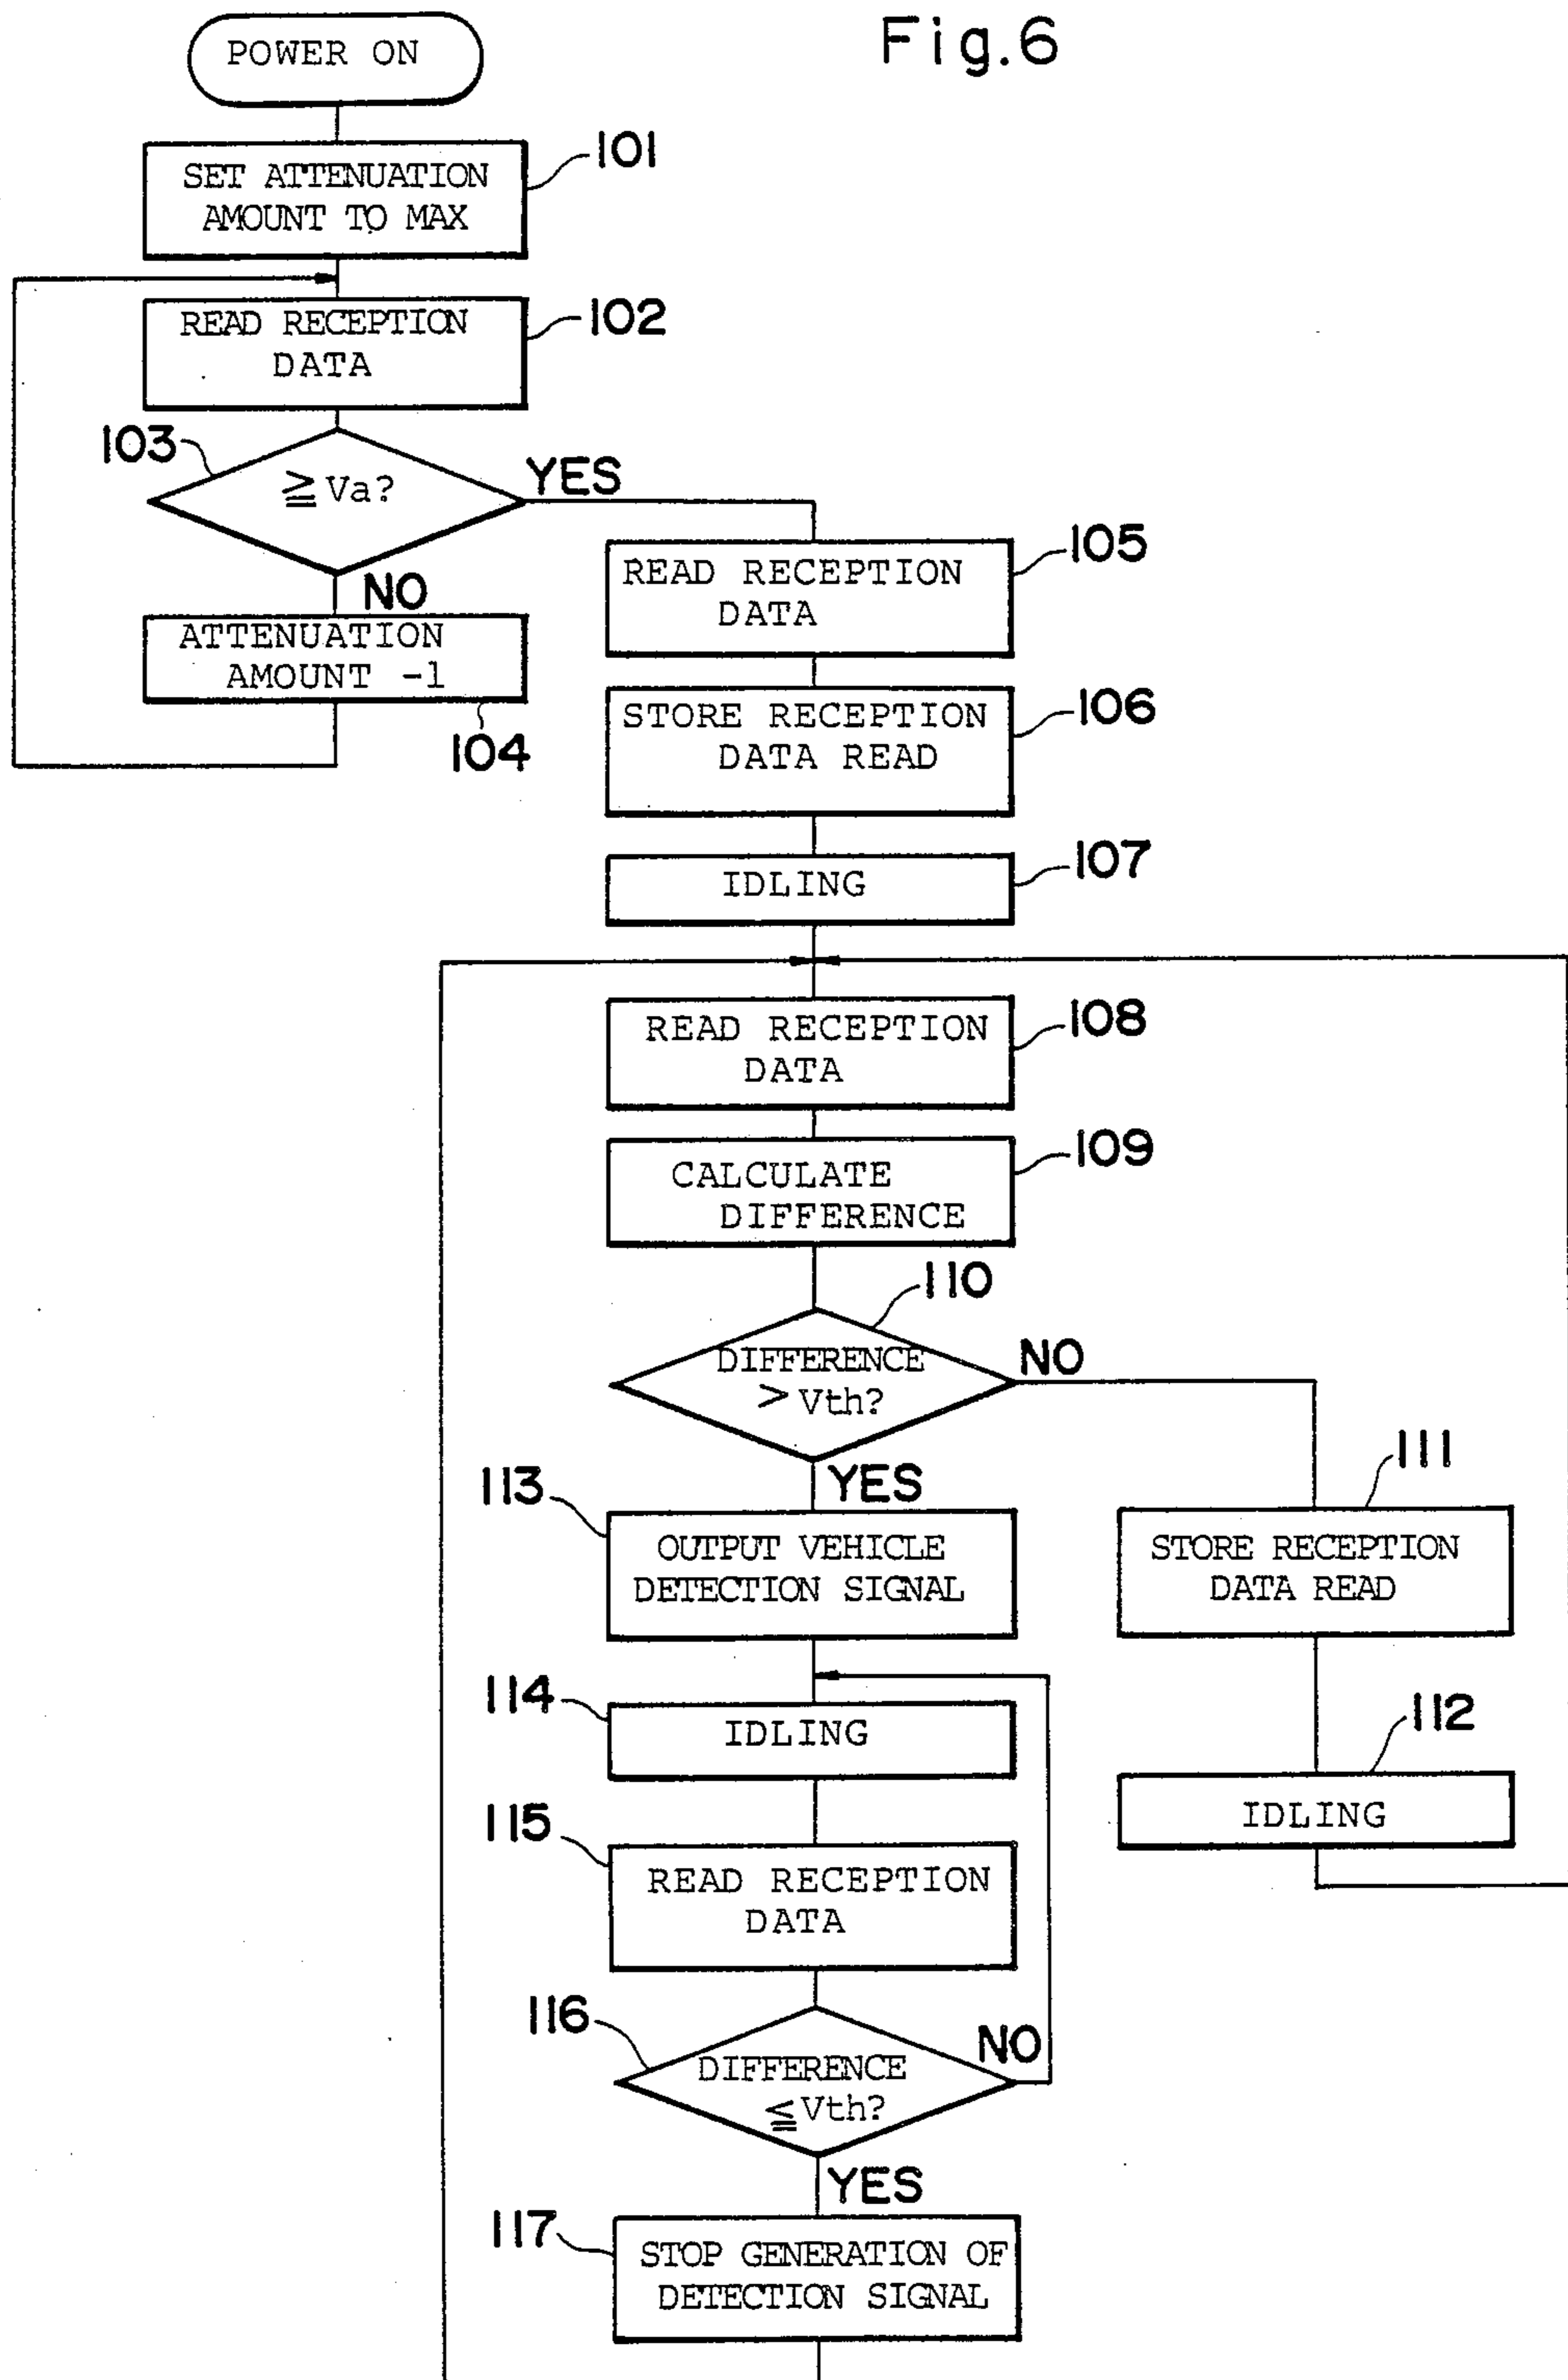 Fig.6
POWER ON
SET ATTENUATION
AMOUNT TO MAX
101
READ RECEPTION
DATA
102
103
≧ Va?
YES
NO
ATTENUATION
AMOUNT -1
104
READ RECEPTION
DATA
105
STORE RECEPTION
DATA READ
106
IDLING
107
READ RECEPTION
DATA
108
CALCULATE
DIFFERENCE
109
110
DIFFERENCE
> Vth?
NO
YES
111
STORE RECEPTION
DATA READ
112
IDLING
113
OUTPUT VEHICLE
DETECTION SIGNAL
114
IDLING
115
READ RECEPTION
DATA
116
DIFFERENCE
≦ Vth?
NO
YES
117
STOP GENERATION OF
DETECTION SIGNAL